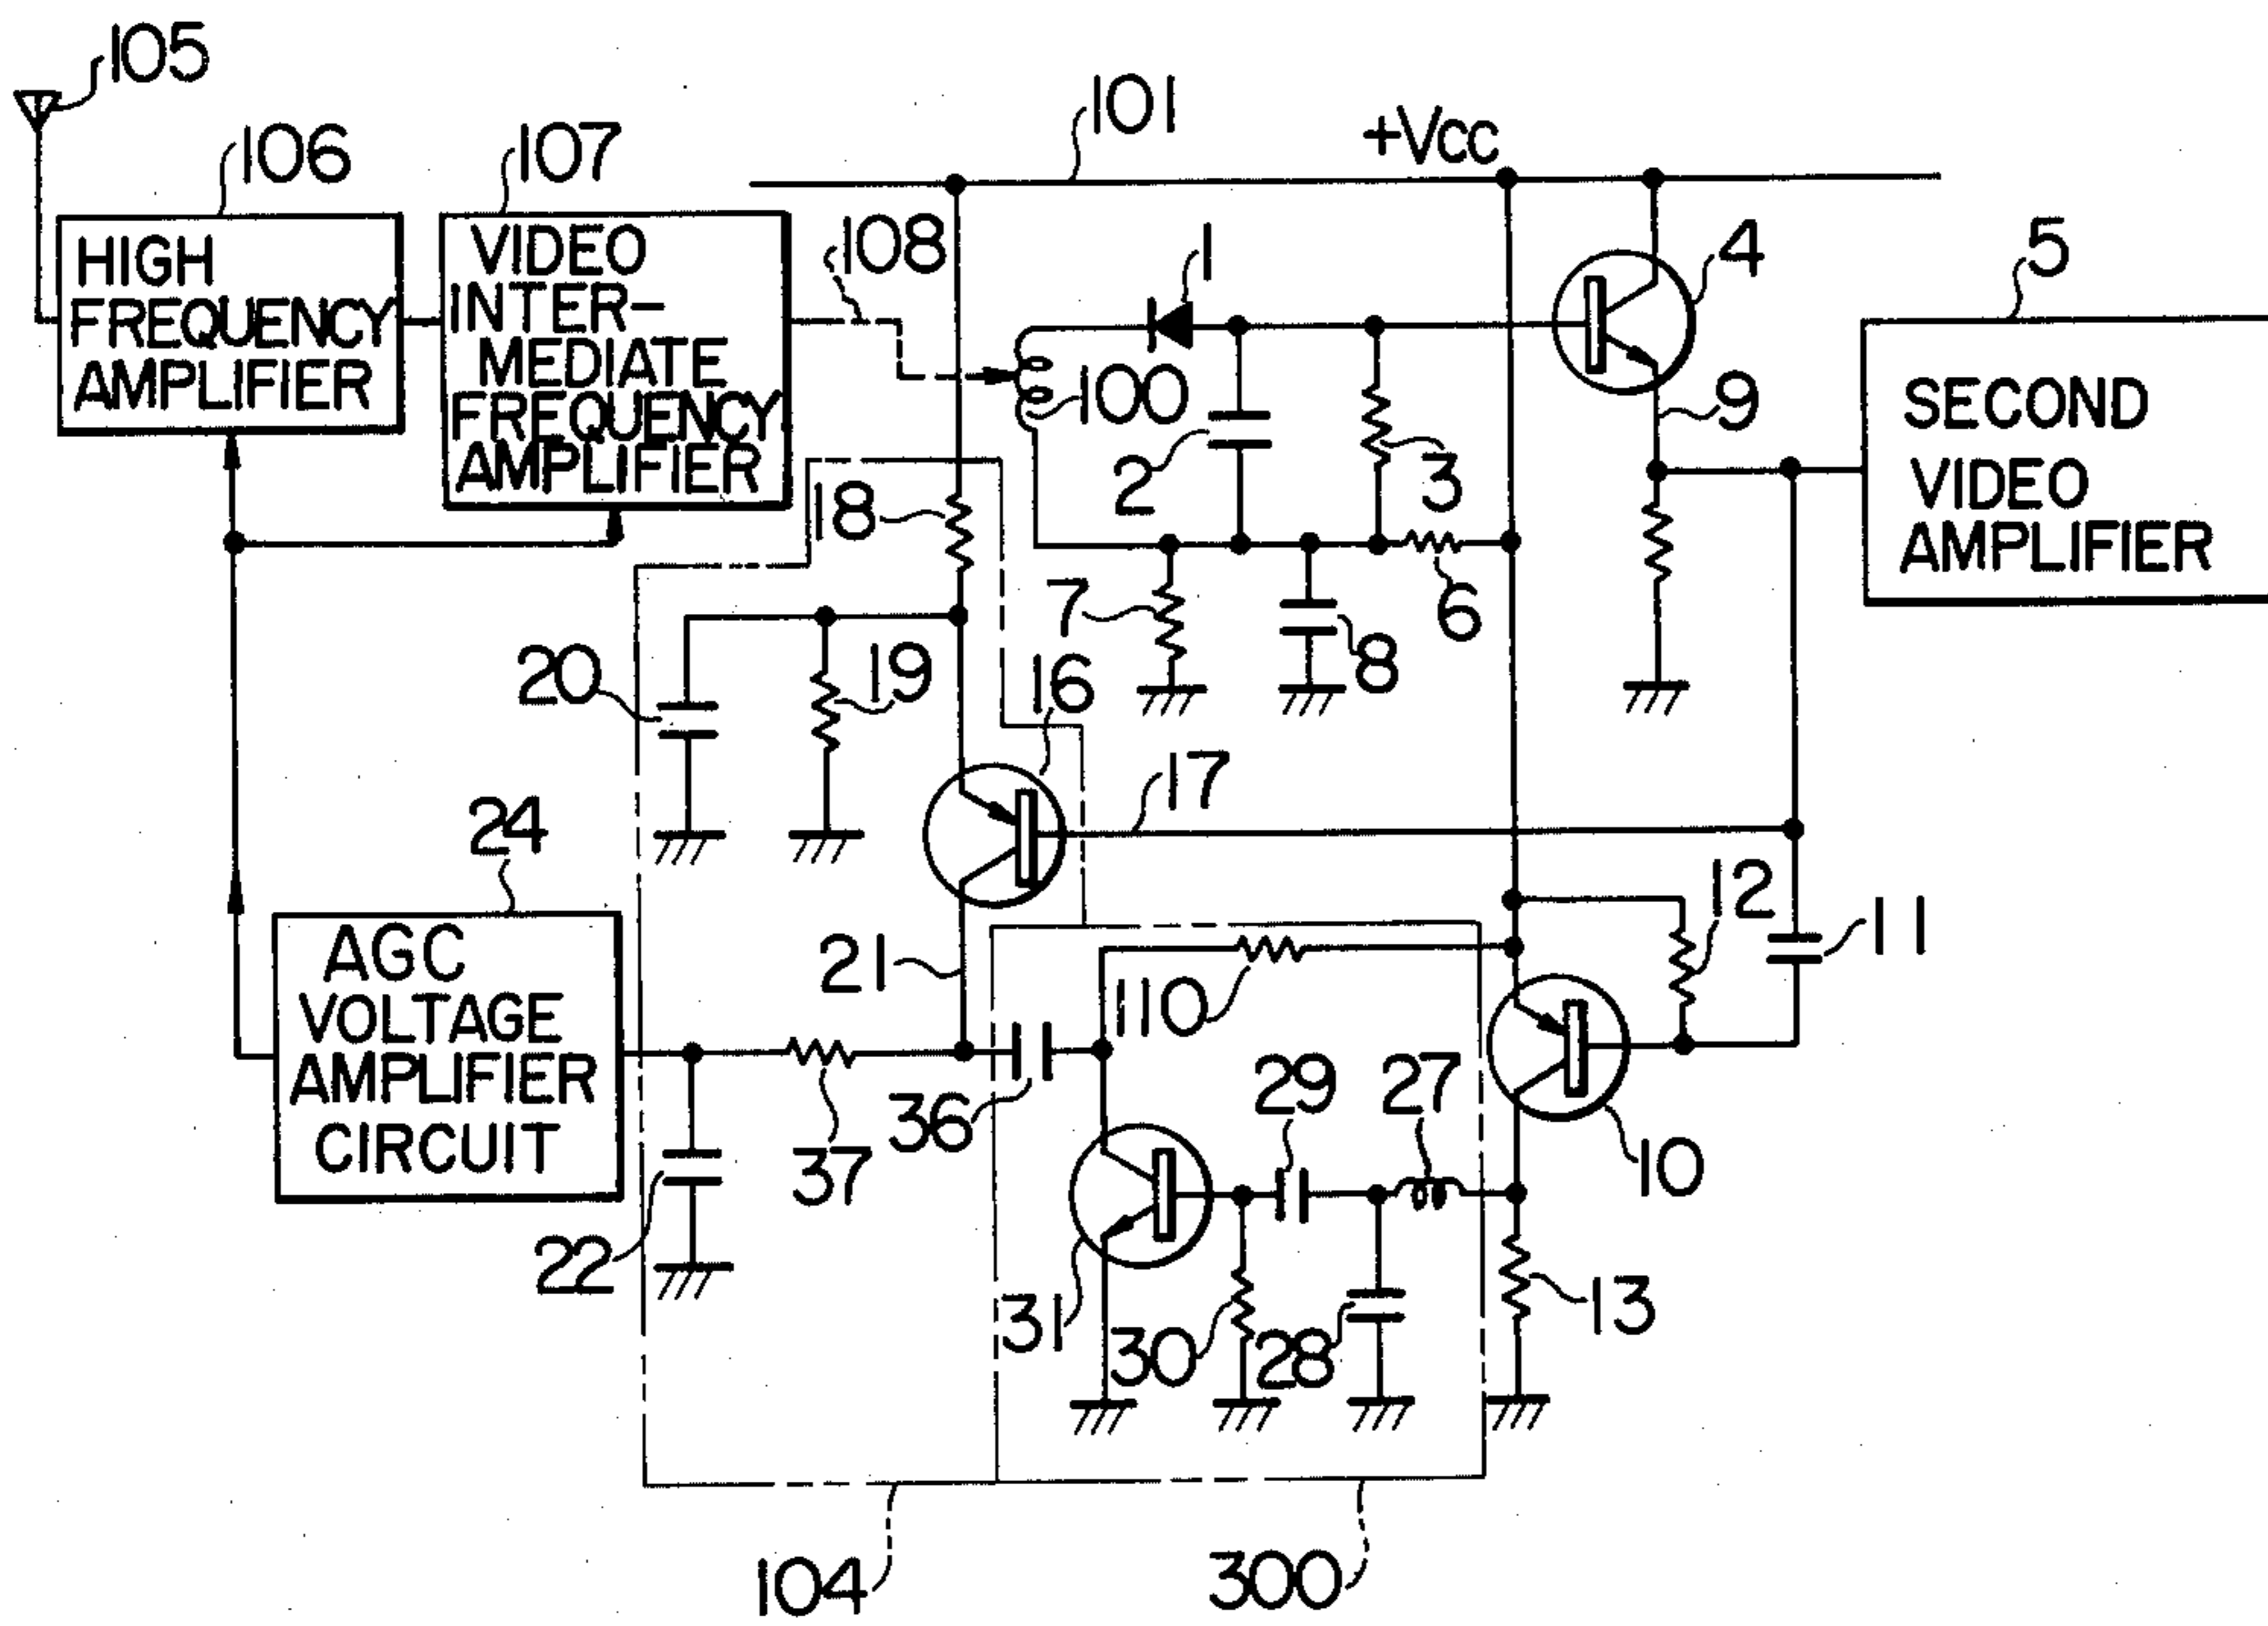 105
106
107
101
+Vcc
HIGH
FREQUENCY
AMPLIFIER
VIDEO
INTER-
MEDIATE
FREQUENCY
AMPLIFIER
108
1
4
5
100
9
SECOND
VIDEO
AMPLIFIER
2
3
18
7
8
6
20
19
16
17
24
12
11
21
110
AGC
VOLTAGE
AMPLIFIER
CIRCUIT
36
29
27
37
10
22
31
30
28
13
104
300